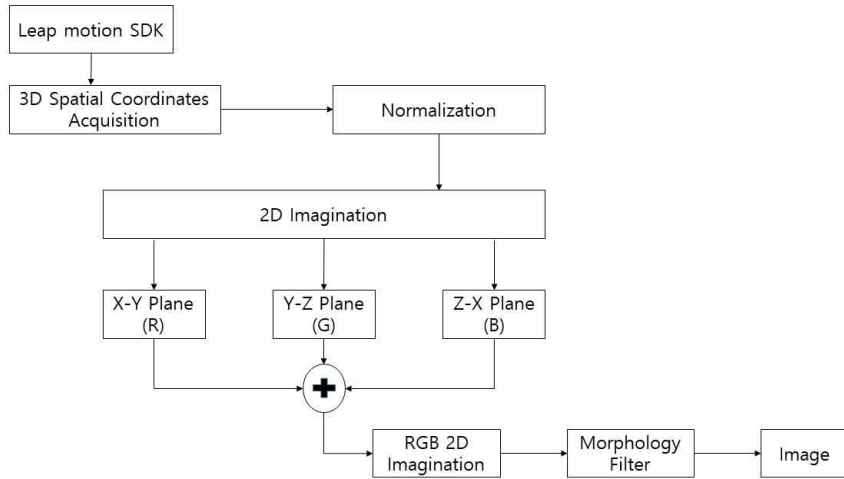 Leap motion SDK
3D Spatial Coordinates
Acquisition
Normalization
2D Imagination
X-Y Plane
(R)
Y-Z Plane
(G)
Z-X Plane
(B)
RGB 2D
Imagination
Morphology
Filter
Image